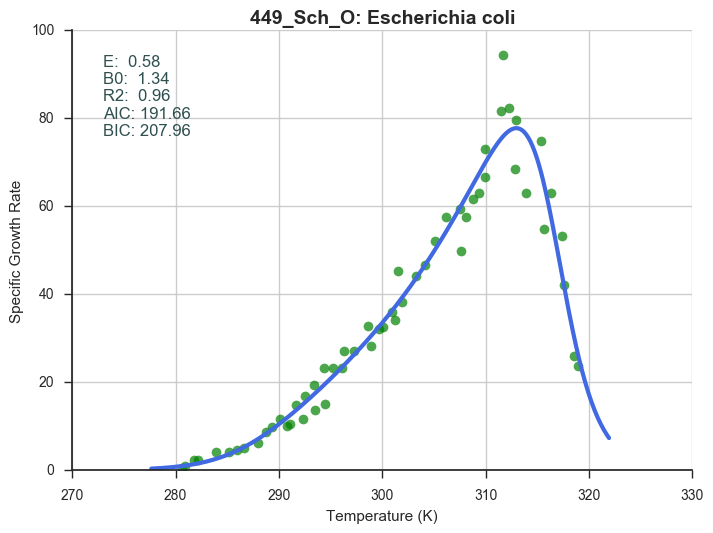 449_Sch_O: Escherichia coli
E:  0.58
B0:  1.34
R2:  0.96
AIC: 191.66
BIC: 207.96
Specific Growth Rate
100
80
60
40
20
0
270 280 290 300 310 320 330
Temperature (K)